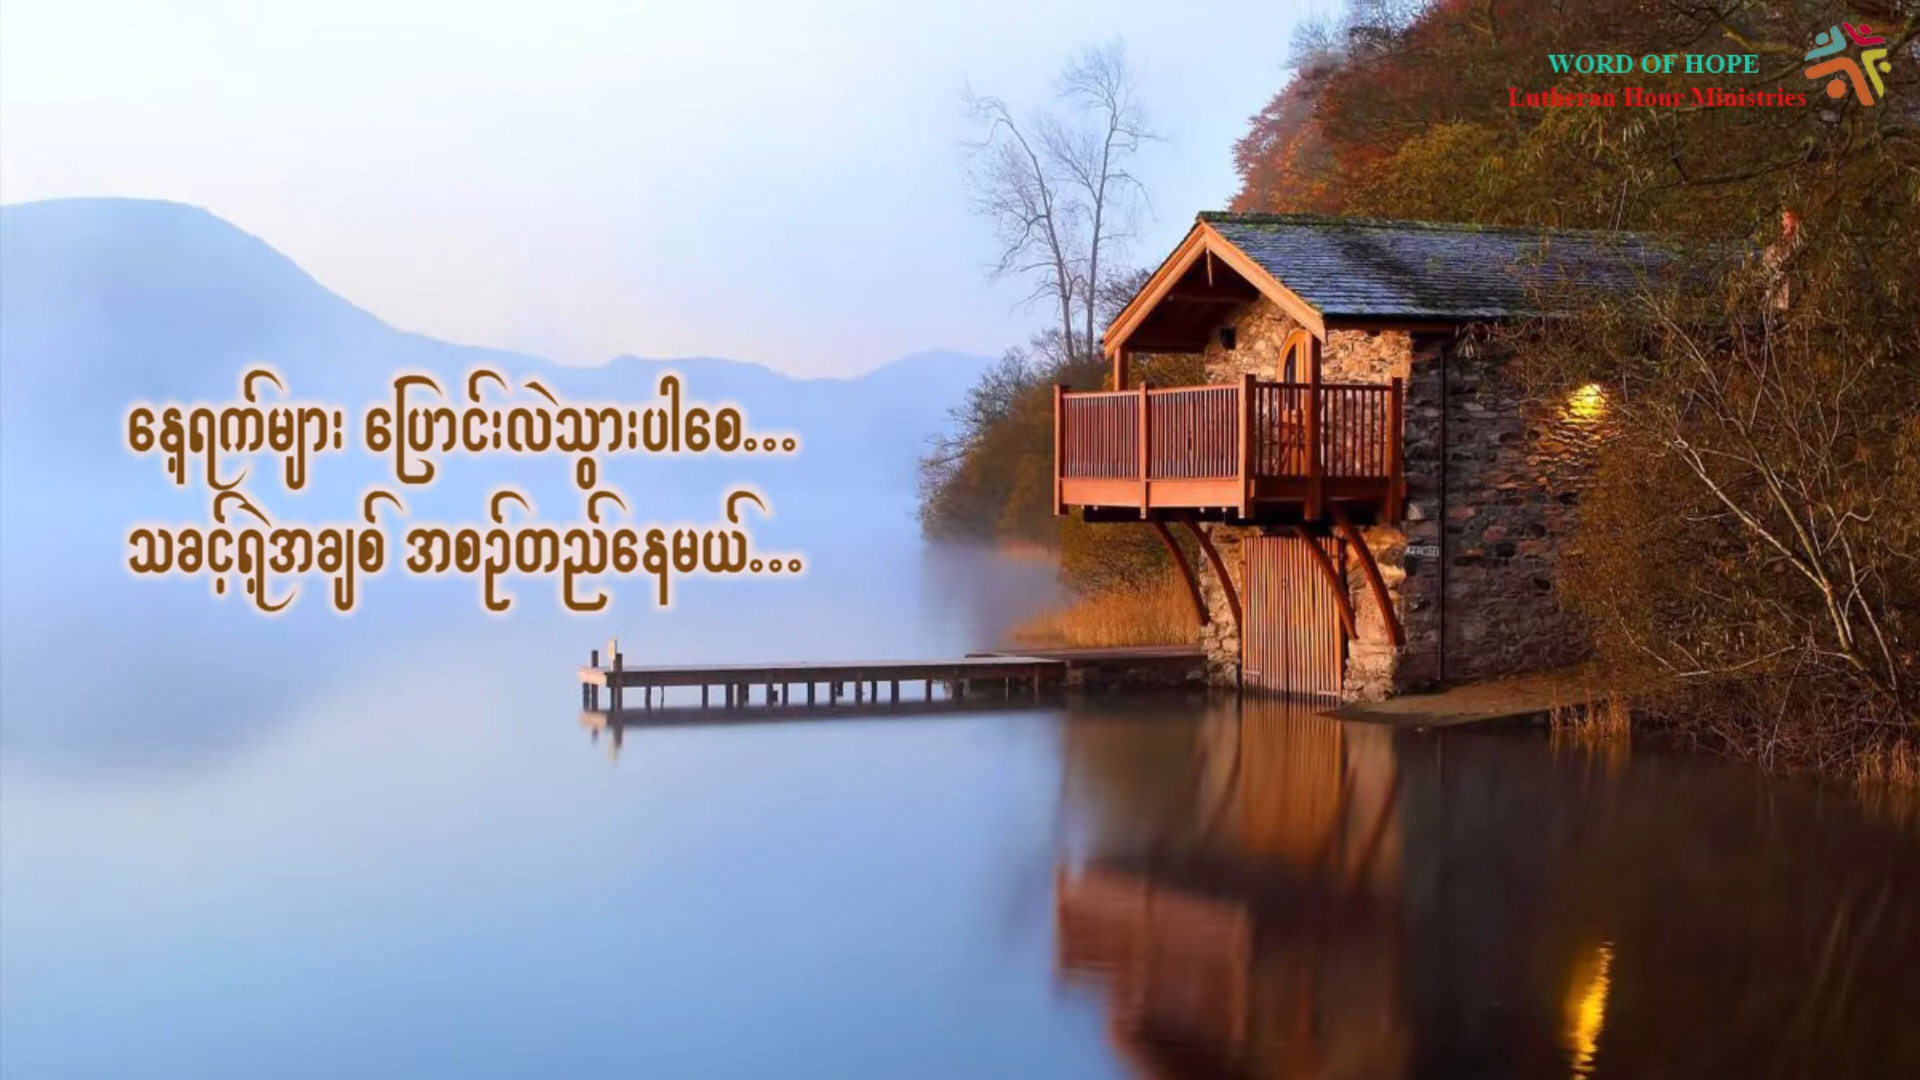 WORD OF HOPE
Lutheran Hour Ministries
နေ့ရက်များ ပြောင်းလဲသွားပါစေ...
သခင့်ရဲ့အချစ် အစဉ်တည်နေမယ်...